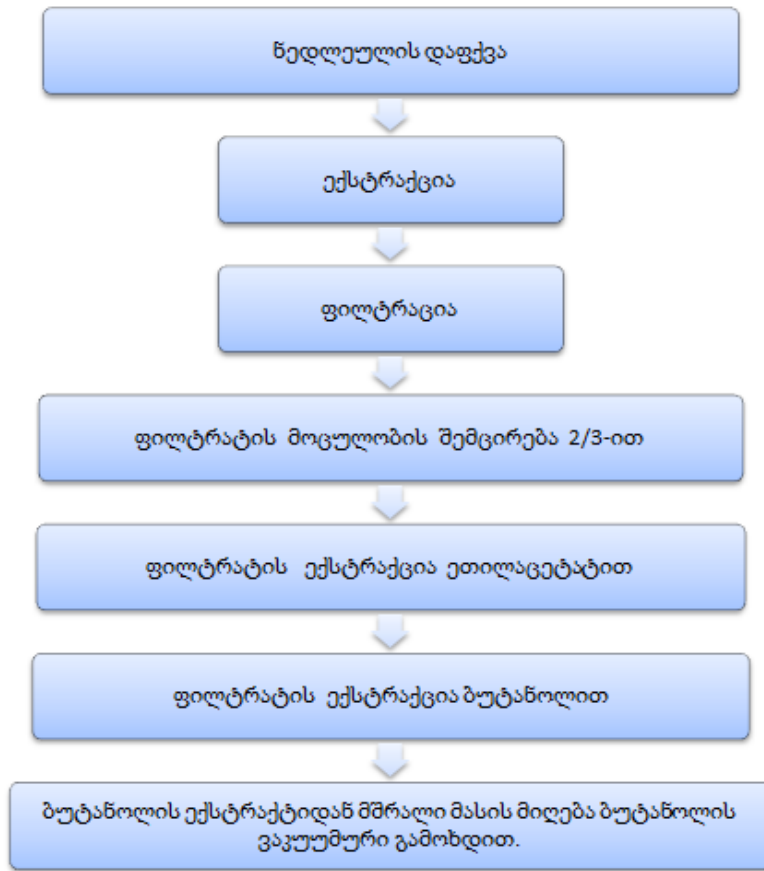 ნედლეულის დაფქვა
ექსტრაქცია
ფილტრაცია
ფილტრატის მოცულობის შემცირება 2/3-ით
ფილტრატის ექსტრაქცია ეთილაცეტატით
ფილტრატის ექსტრაქცია ბუტანოლით
ბუტანოლის ექსტრაქტიდან მშრალი მასის მიღება ბუტანოლის
ვაკუუმური გამოხდით.